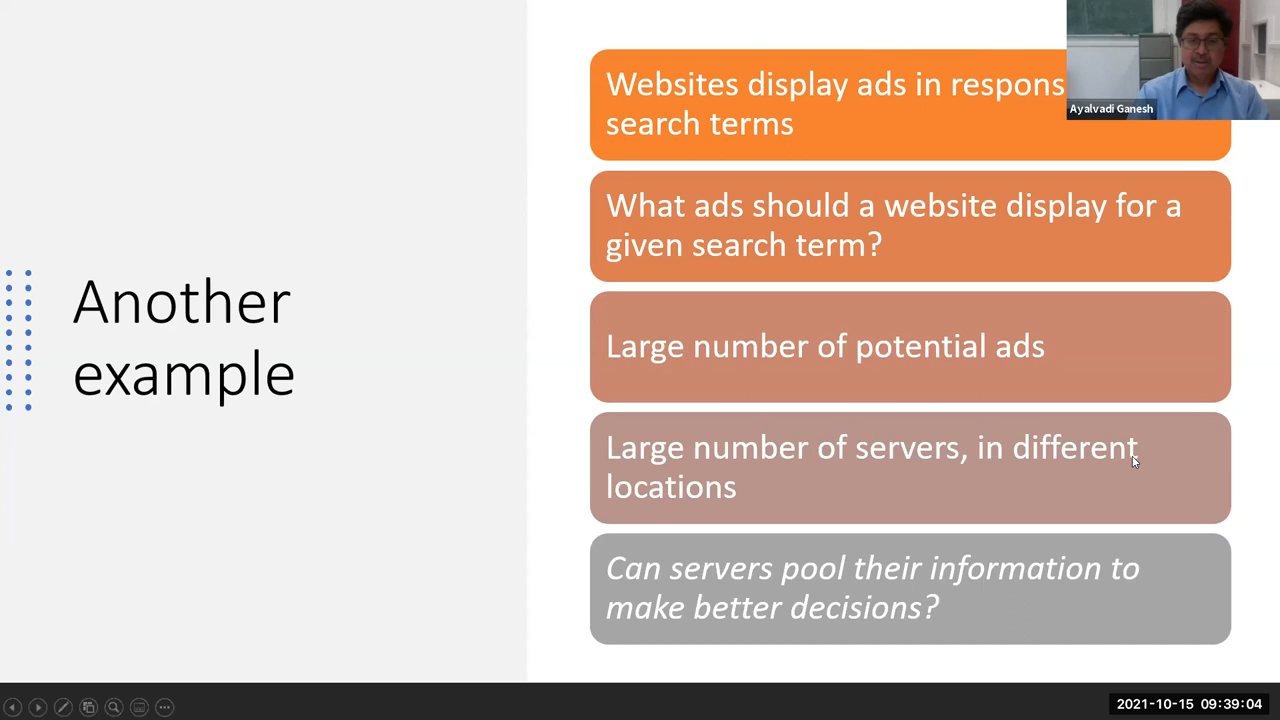 Another
example
Websites display ads in respons
search terms
What ads should a website display for a
given search term?
Large number of potential ads
Large number of servers, in different
locations
Can servers pool their information to
make better decisions?
Ayalvadi Ganesh
2021-10-15 09:39:04